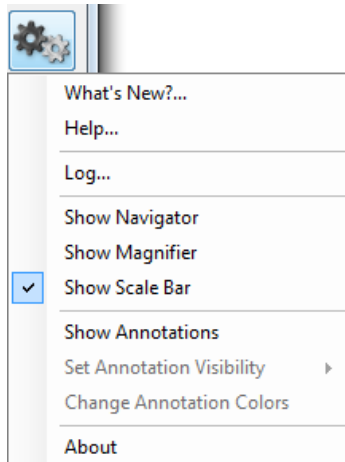 What's New?...
Help...
Log...
Show Navigator
Show Magnifier
Show Scale Bar
Show Annotations
Set Annotation Visibility
Change Annotation Colors
About